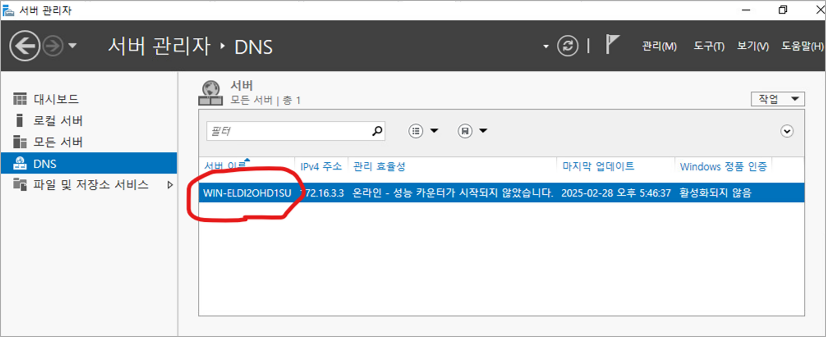 서버 관리자
서버 관리자 • DNS
관리(M) 도구(T) 보기(V) 도움말(H)
대시보드
로컬 서버
모든 서버
DNS
파일 및 저장소 서비스
서버
모든 서버 | 총 1
작업
필터
서버 이름 IPv4 주소 관리 효율성 마지막 업데이트 Windows 정품 인증
WIN-ELDI2OHD1SU 172.16.3.3 온라인 - 성능 카운터가 시작되지 않았습니다. 2025-02-28 오후 5:46:37 활성화되지 않음